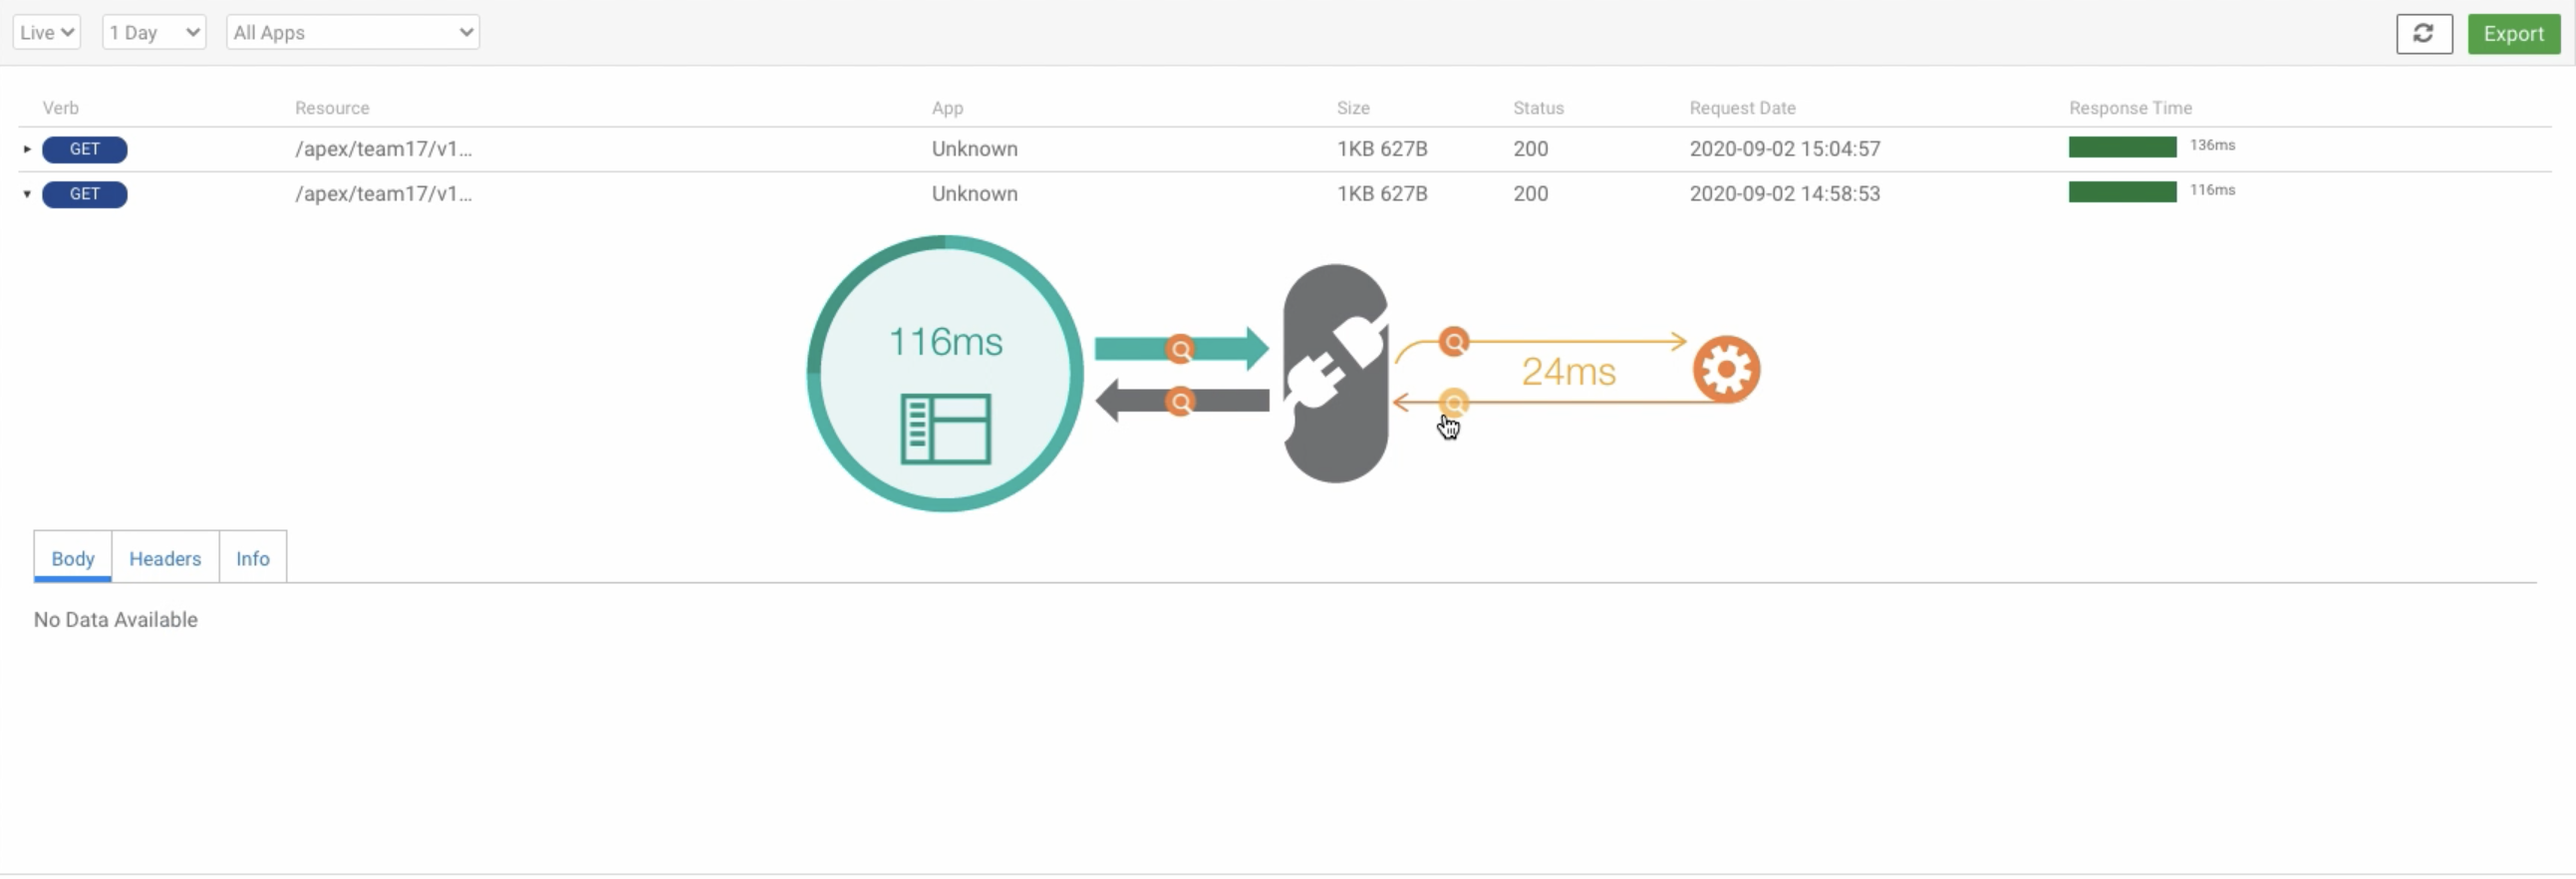 Live 1 Day All Apps Export
Verb Resource App Size Status Request Date Response Time
GET /apex/team17/v1... Unknown 1KB 627B 200 2020-09-02 15:04:57 136ms
GET /apex/team17/v1... Unknown 1KB 627B 200 2020-09-02 14:58:53 116ms
116ms
24ms
Body Headers Info
No Data Available